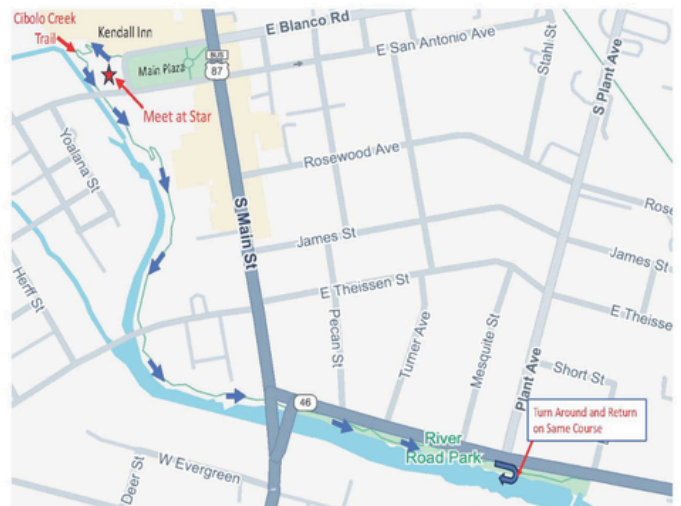 Cibolo Creek
Trail
Kendall Inn
E Blanco Rd
E San Antonio Ave
Stahl St
S Plant Ave
Main Plaza
BUS
87
Meet at Star
Yoalana St
Rosewood Ave
Rose
S Main St
James St
James St
Herff St
E Theissen St
E Theisse
Pecan St
Turner Ave
Mesquite St
Plant Ave
Short St
46
Turn Around and Return
on Same Course
River
Road Park
W Evergreen
Deer St